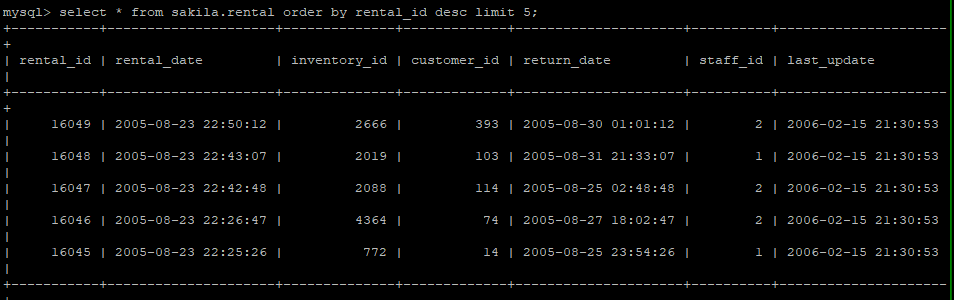 mysql> select * from sakila.rental order by rental_id desc limit 5;
+-----------+---------------------+--------------+-------------+---------------------+----------+---------------------
+
| rental_id | rental_date         | inventory_id | customer_id | return_date         | staff_id | last_update
|
+-----------+---------------------+--------------+-------------+---------------------+----------+---------------------
+
|     16049 | 2005-08-23 22:50:12 |         2666 |         393 | 2005-08-30 01:01:12 |        2 | 2006-02-15 21:30:53
|
|     16048 | 2005-08-23 22:43:07 |         2019 |         103 | 2005-08-31 21:33:07 |        1 | 2006-02-15 21:30:53
|
|     16047 | 2005-08-23 22:42:48 |         2088 |         114 | 2005-08-25 02:48:48 |        2 | 2006-02-15 21:30:53
|
|     16046 | 2005-08-23 22:26:47 |         4364 |          74 | 2005-08-27 18:02:47 |        2 | 2006-02-15 21:30:53
|
|     16045 | 2005-08-23 22:25:26 |          772 |          14 | 2005-08-25 23:54:26 |        1 | 2006-02-15 21:30:53
|
+-----------+---------------------+--------------+-------------+---------------------+----------+---------------------
+